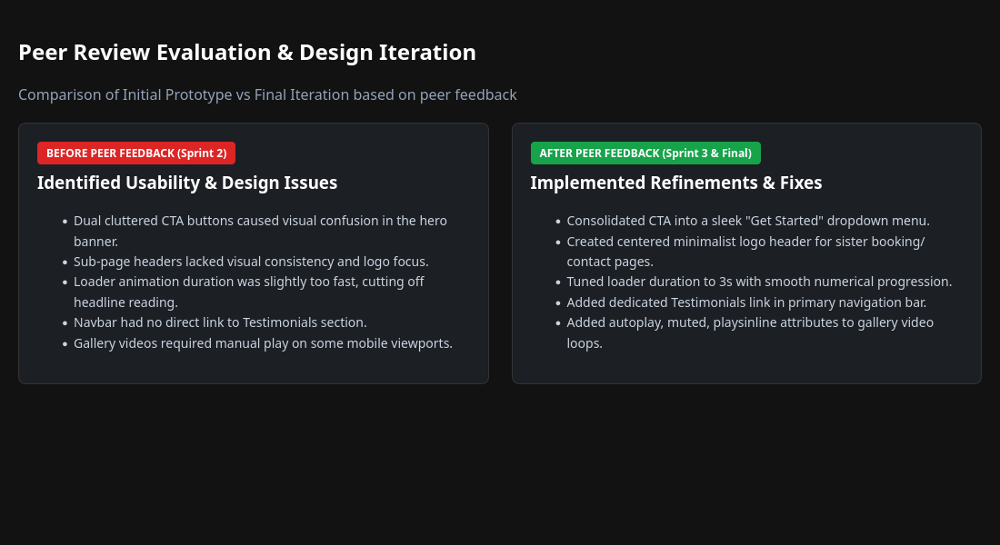 Peer Review Evaluation & Design Iteration
Comparison of Initial Prototype vs Final Iteration based on peer feedback
BEFORE PEER FEEDBACK (Sprint 2)
Identified Usability & Design Issues
• Dual cluttered CTA buttons caused visual confusion in the hero
banner.
• Sub-page headers lacked visual consistency and logo focus.
• Loader animation duration was slightly too fast, cutting off
headline reading.
• Navbar had no direct link to Testimonials section.
• Gallery videos required manual play on some mobile viewports.
AFTER PEER FEEDBACK (Sprint 3 & Final)
Implemented Refinements & Fixes
• Consolidated CTA into a sleek "Get Started" dropdown menu.
• Created centered minimalist logo header for sister booking/
contact pages.
• Tuned loader duration to 3s with smooth numerical progression.
• Added dedicated Testimonials link in primary navigation bar.
• Added autoplay, muted, playsinline attributes to gallery video
loops.